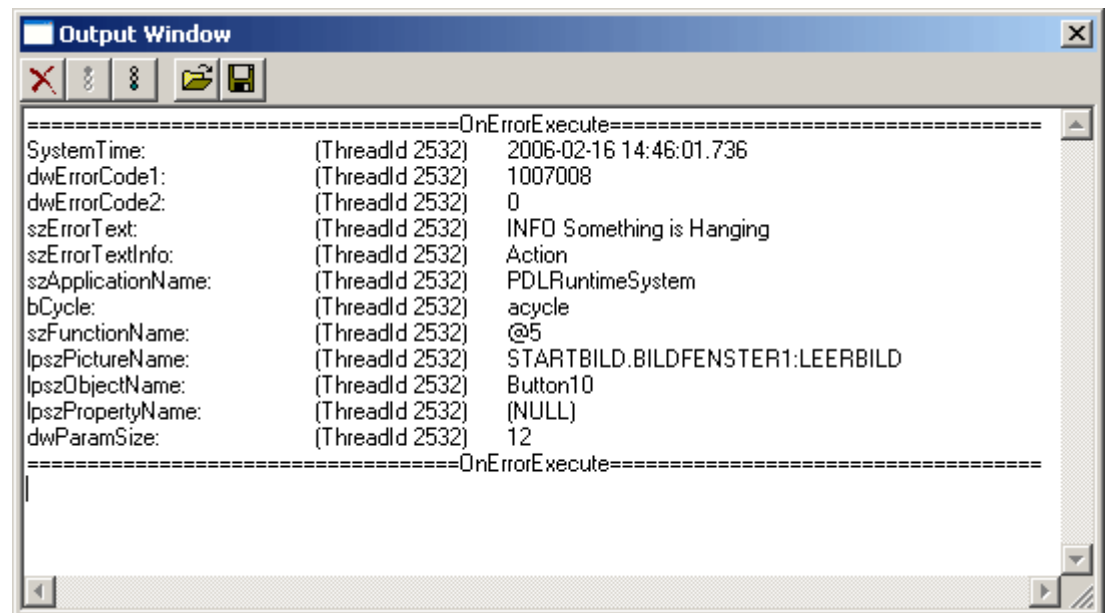 Output Window
===================================OnErrorExecute===================================
SystemTime: (ThreadId 2532) 2006-02-16 14:46:01.736
dwErrorCode1: (ThreadId 2532) 1007008
dwErrorCode2: (ThreadId 2532) 0
szErrorText: (ThreadId 2532) INFO Something is Hanging
szErrorTextInfo: (ThreadId 2532) Action
szApplicationName: (ThreadId 2532) PDLRuntimeSystem
bCycle: (ThreadId 2532) acycle
szFunctionName: (ThreadId 2532) @5
lpszPictureName: (ThreadId 2532) STARTBILD.BILDFENSTER1:LEERBILD
lpszObjectName: (ThreadId 2532) Button10
lpszPropertyName: (ThreadId 2532) (NULL)
dwParamSize: (ThreadId 2532) 12
===================================OnErrorExecute===================================